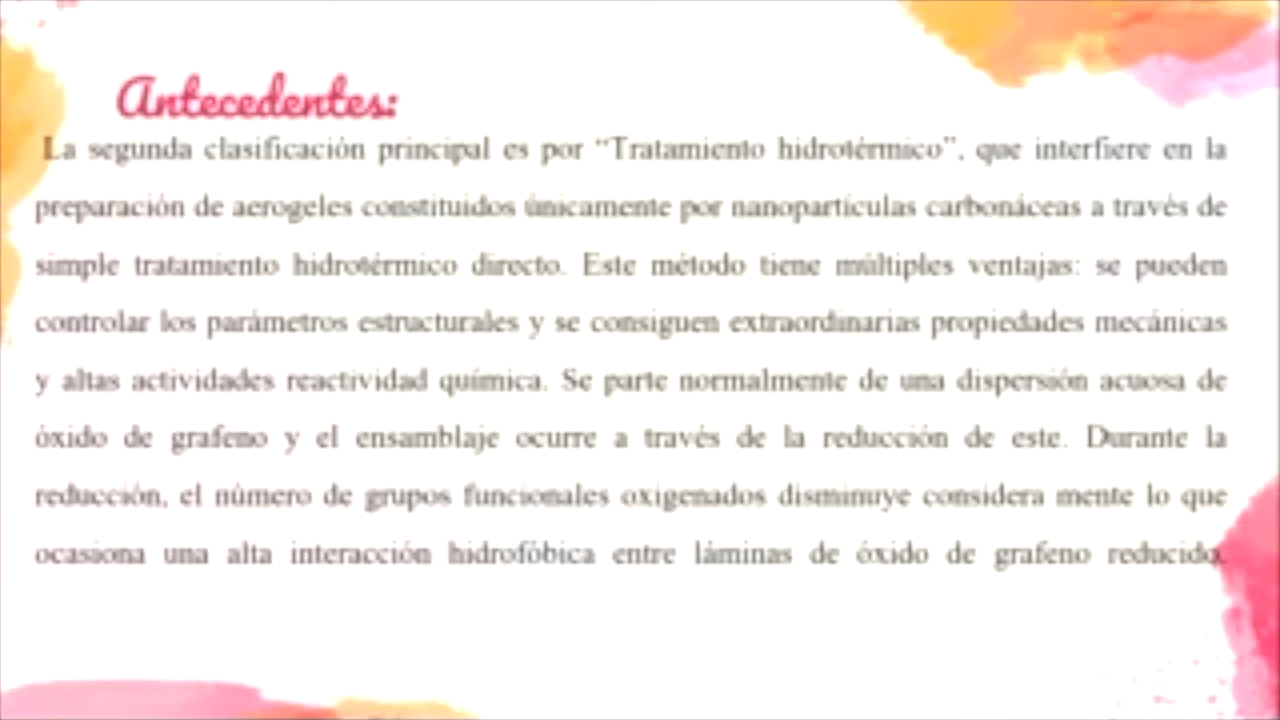 Antecedentes:
La segunda clasificación principal es por “Tratamiento hidrotérmico”, que interfiere en la
preparación de aerogeles constituidos únicamente por nanopartículas carbonáceas a través de
simple tratamiento hidrotérmico directo. Este método tiene múltiples ventajas: se pueden
controlar los parámetros estructurales y se consiguen extraordinarias propiedades mecánicas
y altas actividades reactividad química. Se parte normalmente de una dispersión acuosa de
óxido de grafeno y el ensamblaje ocurre a través de la reducción de este. Durante la
reducción, el número de grupos funcionales oxigenados disminuye considera mente lo que
ocasiona una alta interacción hidrofóbica entre láminas de óxido de grafeno reducido.